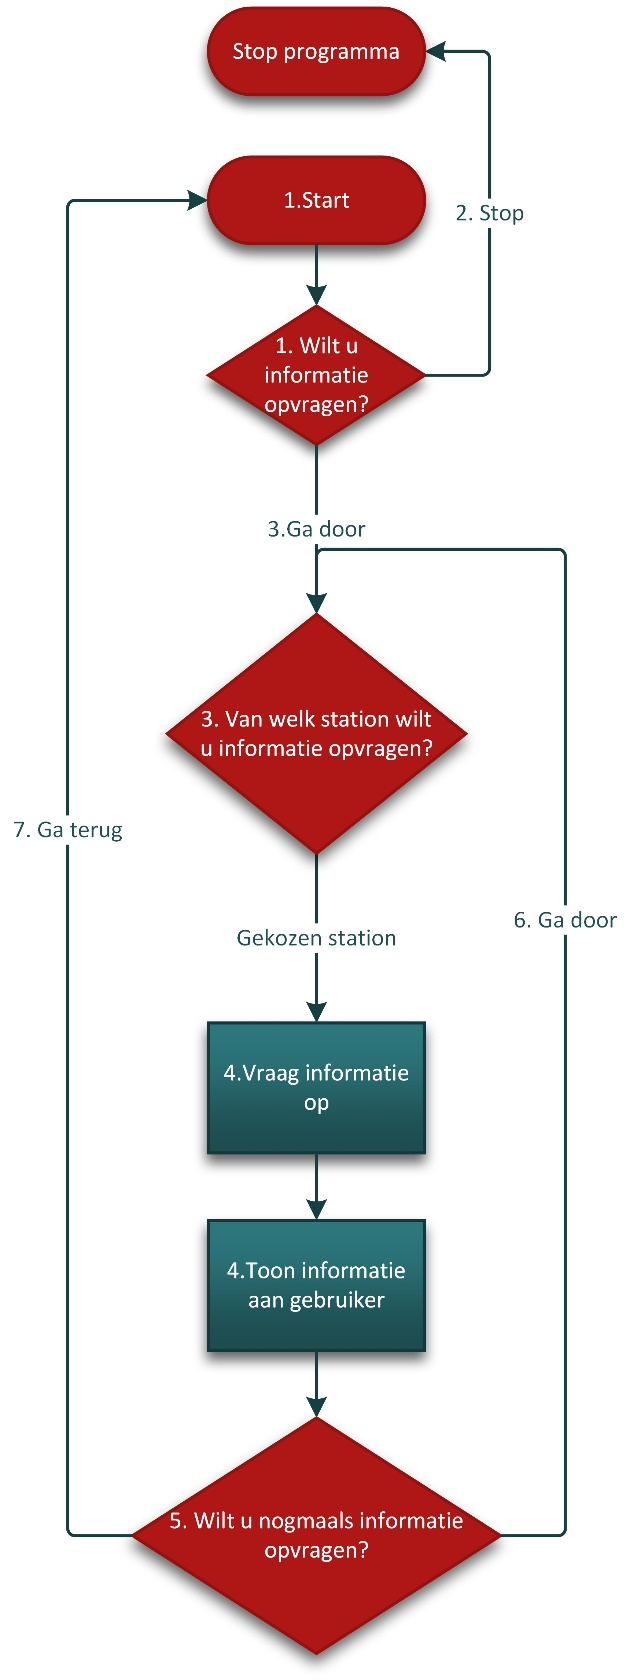 Stop programma
1.Start
2. Stop
1. Wilt u
informatie
opvragen?
3.Ga door
3. Van welk station wilt
u informatie opvragen?
7. Ga terug
6. Ga door
Gekozen station
4.Vraag informatie
op
4.Toon informatie
aan gebruiker
5. Wilt u nogmaals informatie
opvragen?